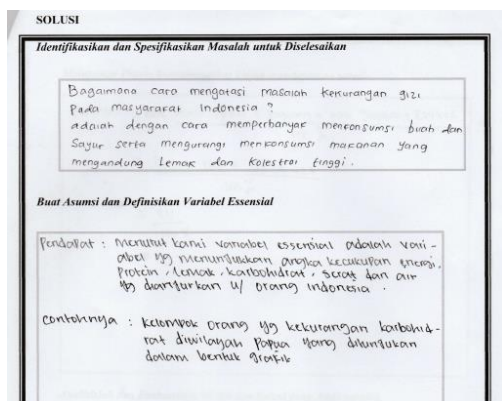 SOLUSI
Identifikasikan dan Spesifikasikan Masalah untuk Diselesaikan
Bagaimana cara mengatasi masalah kekurangan gizi
Pada masyarakat Indonesia ?
adalah dengan cara memperbanyak menkonsumsi buah dan
Sayur serta mengurangi menkonsumsi makanan yang
mengandung Lemak dan Kolestrol tinggi.
Buat Asumsi dan Definisikan Variabel Essensial
Pendapat : Menurut kami variabel essensial adalah vari-
abel yg menunjukkan angka kecukupan energi,
Protein, lemak, karbohidrat, serat dan air
yg dianjurkan u/ orang indonesia.
contohnya : kelompok orang yg kekurangan karbohid-
rat diwilayah Papua yang ditunjukan
dalam bentuk grafik